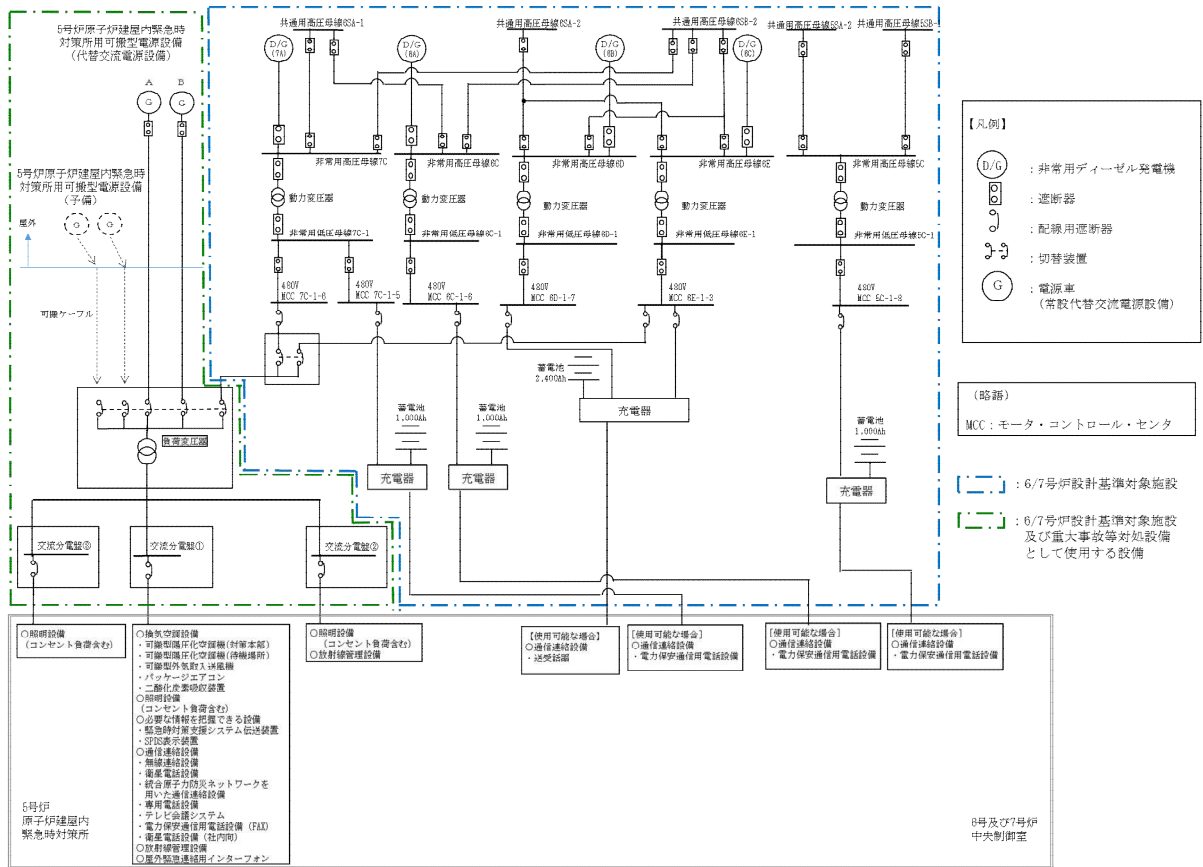 5号炉原子炉建屋内緊急時
対策所用可搬型電源設備
(代替交流電源設備)
A
B
G
G
5号炉原子炉建屋内緊急時
対策所用可搬型電源設備
(予備)
G
G
屋外
可搬ケーブル
負荷変圧器
交流分電盤③
交流分電盤①
交流分電盤②
共通用高圧母線6SA-1
共通用高圧母線6SA-2
共通用高圧母線6SB-2
共通用高圧母線5SA-2
共通用高圧母線5SB-
D/G
(7A)
D/G
(6A)
D/G
(6B)
D/G
(6C)
非常用高圧母線7C
非常用高圧母線6C
非常用高圧母線6D
非常用高圧母線6E
非常用高圧母線5C
動力変圧器
動力変圧器
動力変圧器
動力変圧器
動力変圧器
非常用低圧母線7C-1
非常用低圧母線6C-1
非常用低圧母線6D-1
非常用低圧母線6E-1
非常用低圧母線5C-1
480V
MCC 7C-1-6
480V
MCC 7C-1-5
480V
MCC 6C-1-6
480V
MCC 6D-1-7
480V
MCC 6E-1-3
480V
MCC 5C-1-8
蓄電池
2,400Ah
充電器
蓄電池
1,000Ah
充電器
蓄電池
1,000Ah
充電器
蓄電池
1,000Ah
充電器
【凡例】
D/G
:非常用ディーゼル発電機
:遮断器
:配線用遮断器
:切替装置
G
:電源車
(常設代替交流電源設備)
(略語)
MCC:モータ・コントロール・センタ
:6/7号炉設計基準対象施設
:6/7号炉設計基準対象施設
及び重大事故等対処設備
として使用する設備
○照明設備
(コンセント負荷含む)
○換気空調設備
・可搬型陽圧化空調機(対策本部)
・可搬型陽圧化空調機(待機場所)
・可搬型外気取入送風機
・パッケージエアコン
・二酸化炭素吸収装置
○照明設備
(コンセント負荷含む)
○必要な情報を把握できる設備
・緊急時対策支援システム伝送装置
・SPDS表示装置
○通信連絡設備
・無線連絡設備
・衛星電話設備
・統合原子力防災ネットワークを
用いた通信連絡設備
・専用電話設備
・テレビ会議システム
・電力保安通信用電話設備(FAX)
・衛星電話設備(社内向)
○放射線管理設備
○屋外緊急連絡用インターフォン
○照明設備
(コンセント負荷含む)
○放射線管理設備
【使用可能な場合】
○通信連絡設備
・送受話器
[使用可能な場合]
○通信連絡設備
・電力保安通信用電話設備
[使用可能な場合]
○通信連絡設備
・電力保安通信用電話設備
[使用可能な場合]
○通信連絡設備
・電力保安通信用電話設備
5号炉
原子炉建屋内
緊急時対策所
6号及び7号炉
中央制御室